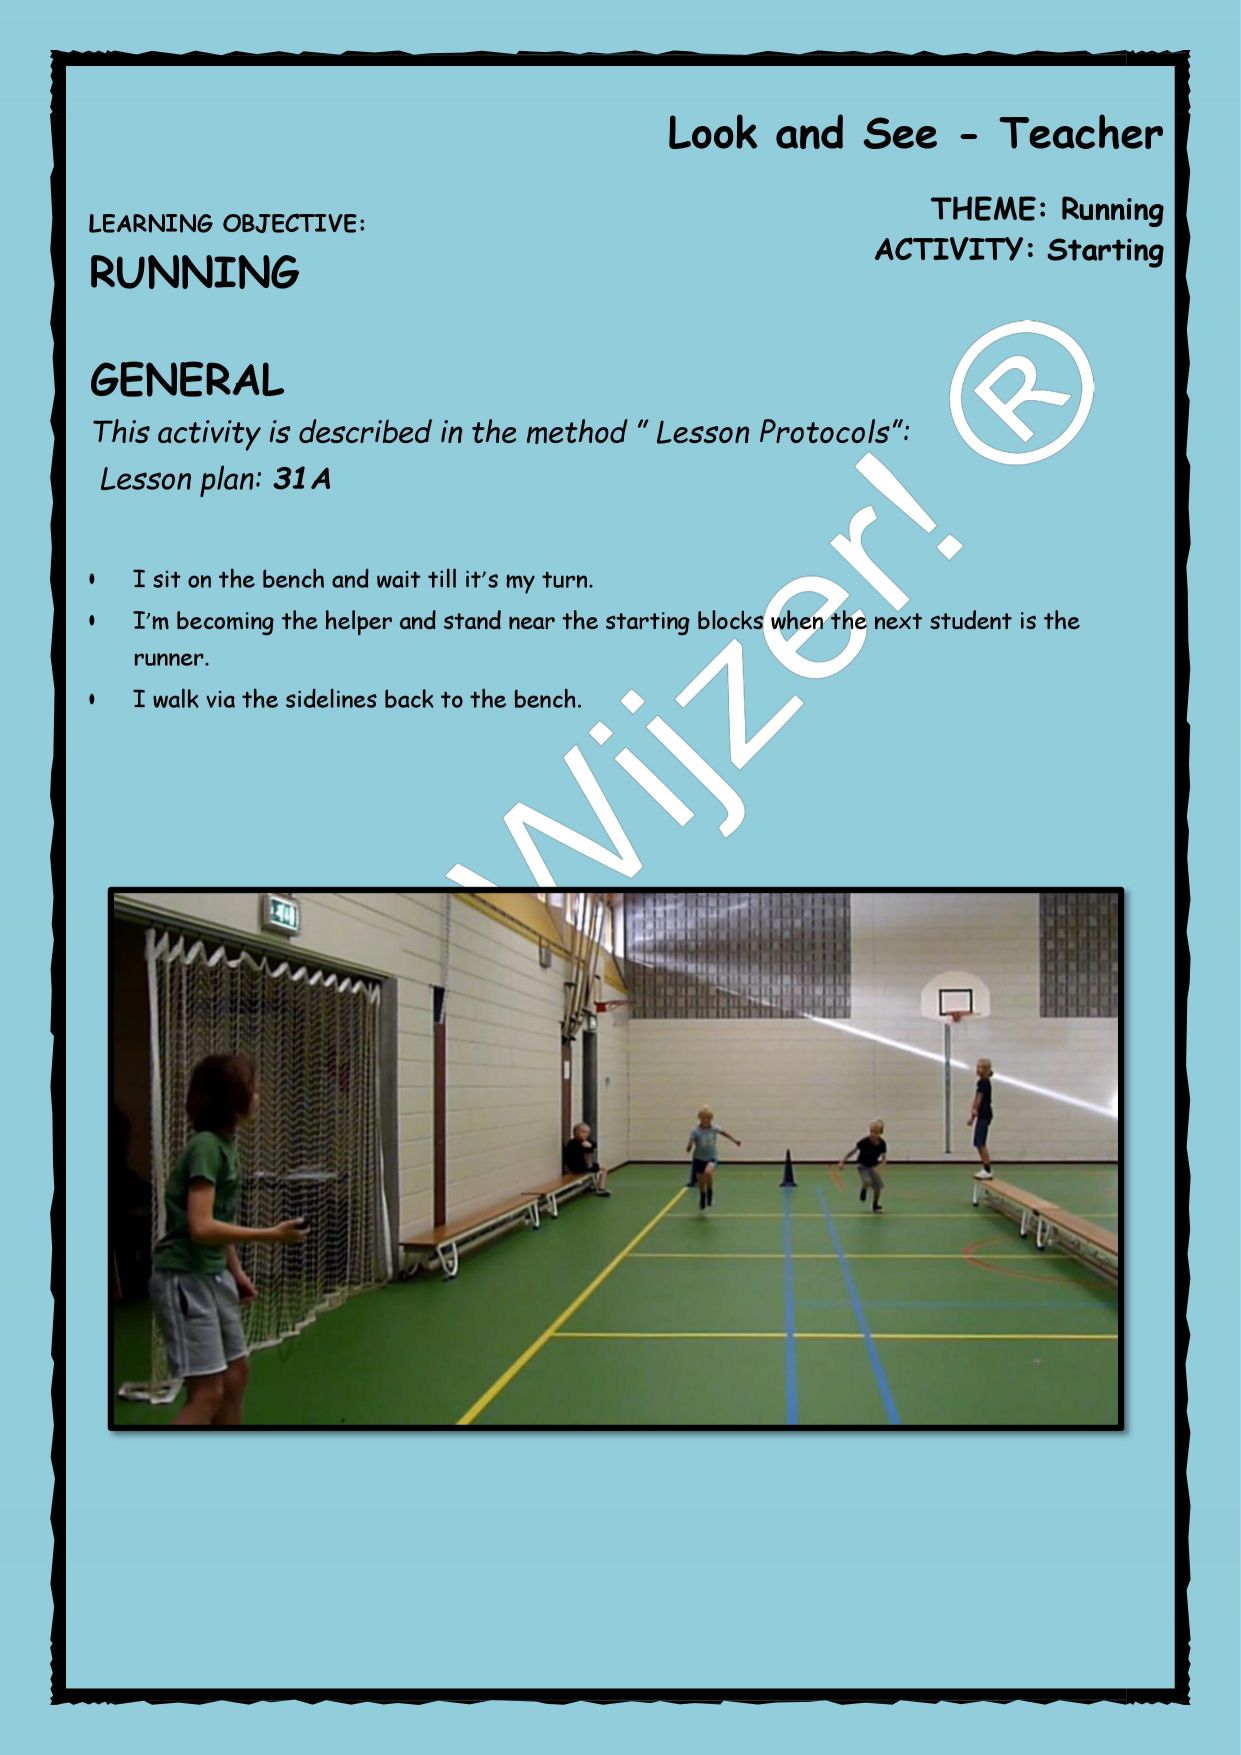 Look and See - Teacher
THEME: Running
ACTIVITY: Starting
LEARNING OBJECTIVE:
RUNNING
GENERAL
This activity is described in the method ” Lesson Protocols”:
Lesson plan: 31A
• I sit on the bench and wait till it’s my turn.
• I’m becoming the helper and stand near the starting blocks when the next student is the
runner.
• I walk via the sidelines back to the bench.
Wijzer! ®